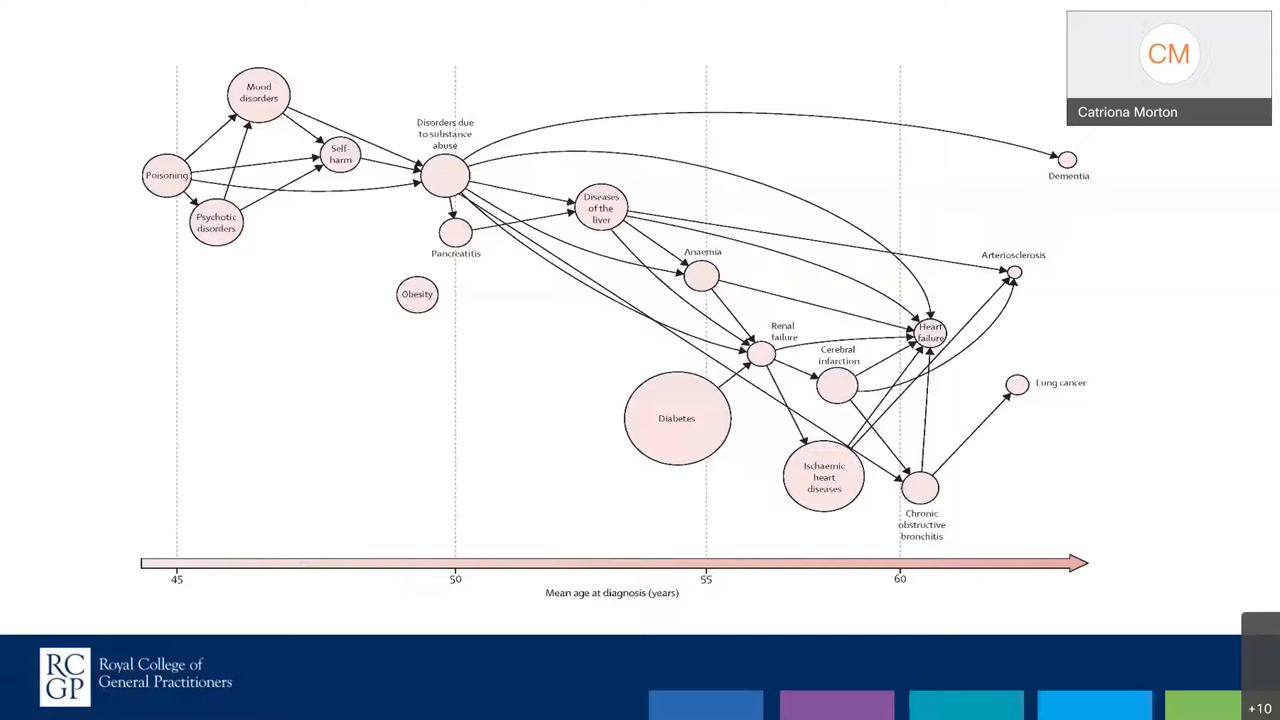 CM
Catriona Morton
Mood
disorders
Disorders due
to substance
abuse
Self
harm
Poisoning
Psychotic
disorders
Dementia
Diseases
of the
liver
Pancreatitis
Anaemia
Arteriosclerosis
Obesity
Renal
failure
Heart
failure
Cerebral
infarction
Lung cancer
Diabetes
Ischaemic
heart
diseases
Chronic
obstructive
bronchitis
45
50
55
60
Mean age at diagnosis (years)
RC
GP
Royal College of
General Practitioners
+10